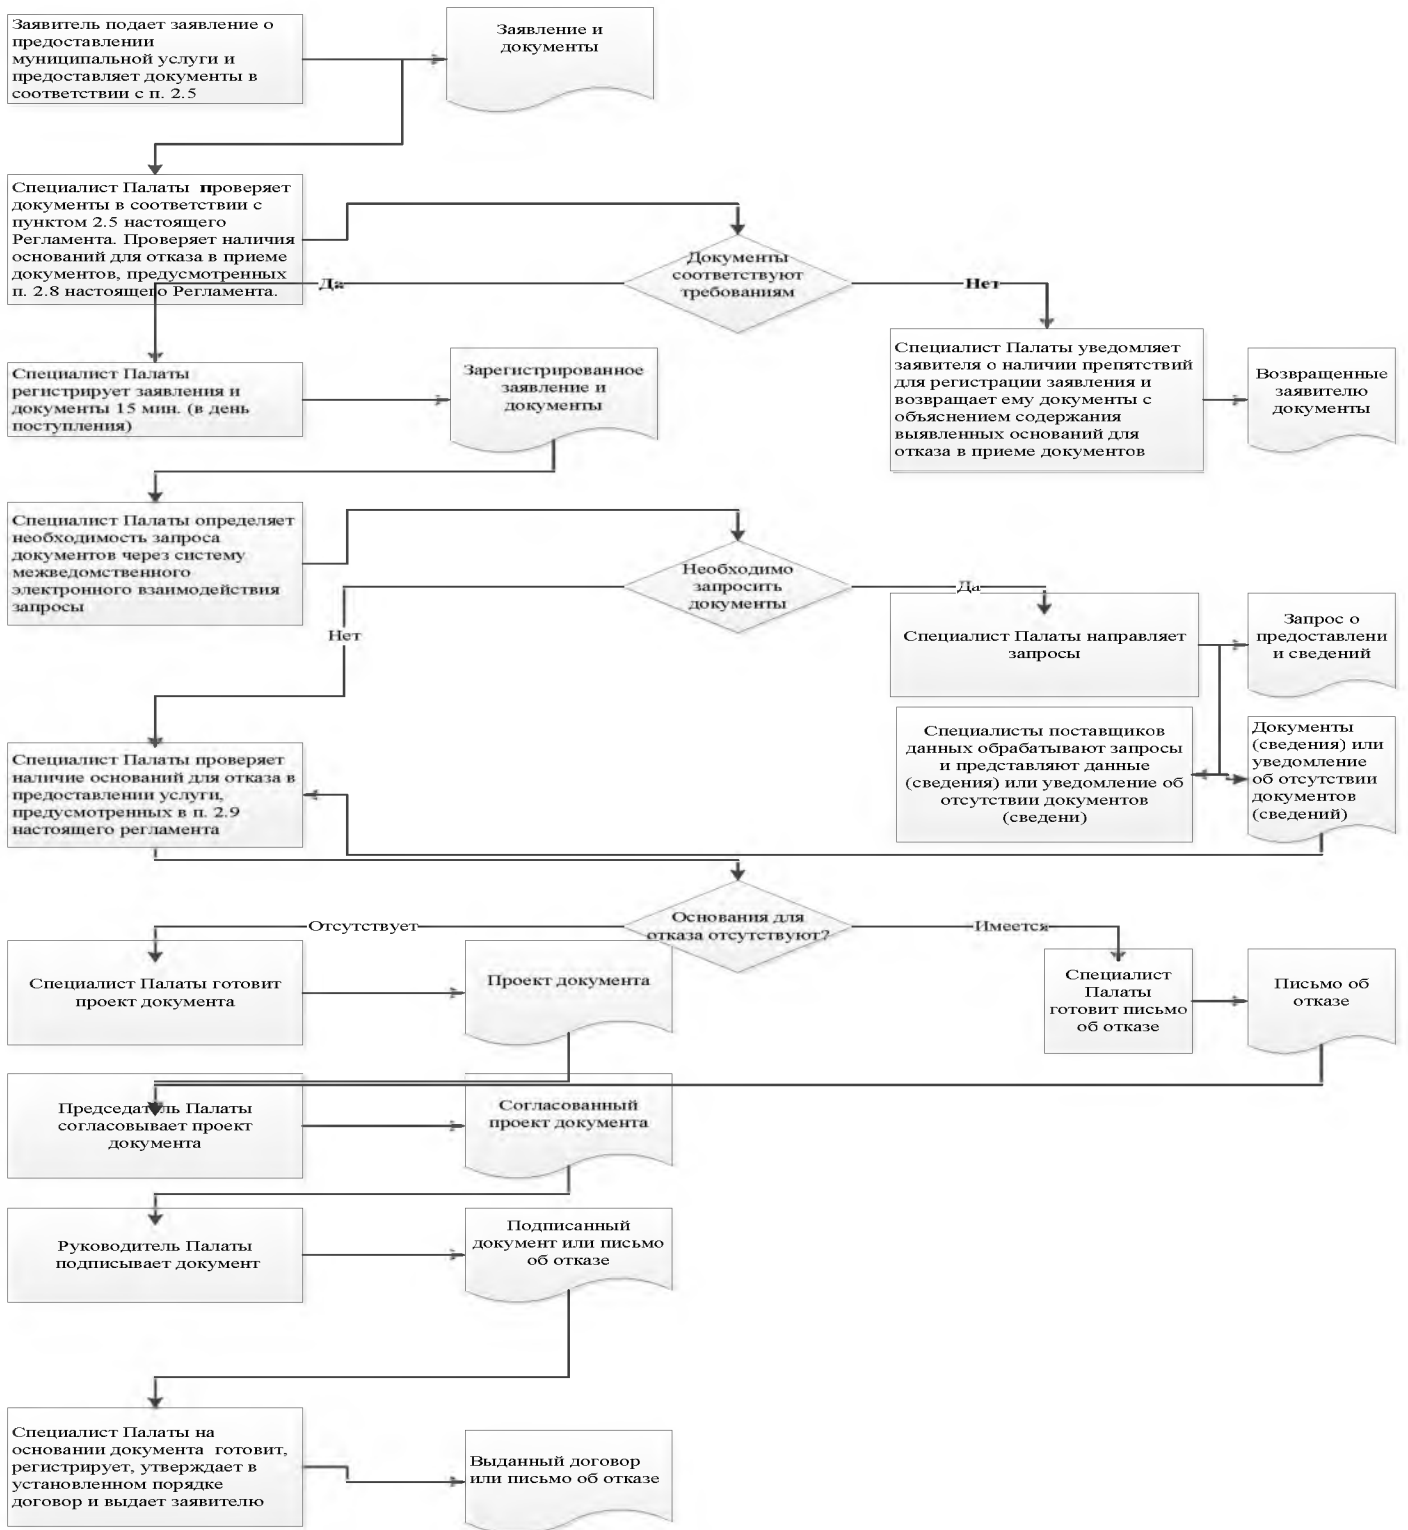 Заявитель подает заявление о
предоставлении
муниципальной услуги и
предоставляет документы в
соответствии с п. 2.5
Заявление и
документы
Специалист Палаты проверяет
документы в соответствии с
пунктом 2.5 настоящего
Регламента. Проверяет наличия
оснований для отказа в приеме
документов, предусмотренных
п. 2.8 настоящего Регламента.
Документы
соответствуют
требованиям
Да
Нет
Специалист Палаты
регистрирует заявления и
документы 15 мин. (в день
поступления)
Зарегистрированное
заявление и
документы
Специалист Палаты уведомляет
заявителя о наличии препятствий
для регистрации заявления и
возвращает ему документы с
объяснением содержания
выявленных оснований для
отказа в приеме документов
Возвращенные
заявителю
документы
Специалист Палаты определяет
необходимость запроса
документов через систему
межведомственного
электронного взаимодействия
запросы
Необходимо
запросить
документы
Да
Нет
Специалист Палаты направляет
запросы
Запрос о
предоставлени
и сведений
Специалисты поставщиков
данных обрабатывают запросы
и представляют данные
(сведения) или уведомление об
отсутствии документов
(сведени)
Документы
(сведения) или
уведомление
об отсутствии
документов
(сведений)
Специалист Палаты проверяет
наличие оснований для отказа в
предоставлении услуги,
предусмотренных в п. 2.9
настоящего регламента
Основания для
отказа отсутствуют?
Отсутствует
Имеется
Специалист Палаты готовит
проект документа
Проект документа
Специалист
Палаты
готовит письмо
об отказе
Письмо об
отказе
Председатель Палаты
согласовывает проект
документа
Согласованный
проект документа
Руководитель Палаты
подписывает документ
Подписанный
документ или письмо
об отказе
Специалист Палаты на
основании документа готовит,
регистрирует, утверждает в
установленном порядке
договор и выдает заявителю
Выданный договор
или письмо об отказе